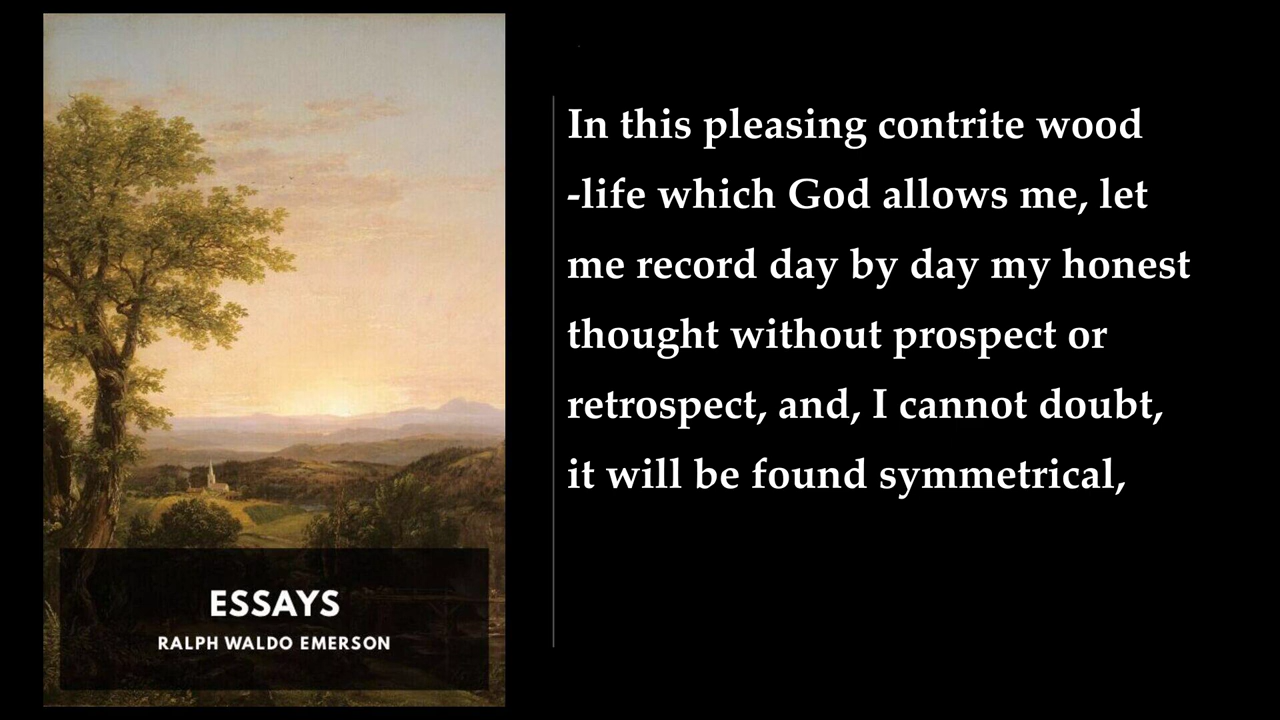 ESSAYS
RALPH WALDO EMERSON
In this pleasing contrite wood
-life which God allows me, let
me record day by day my honest
thought without prospect or
retrospect, and, I cannot doubt,
it will be found symmetrical,